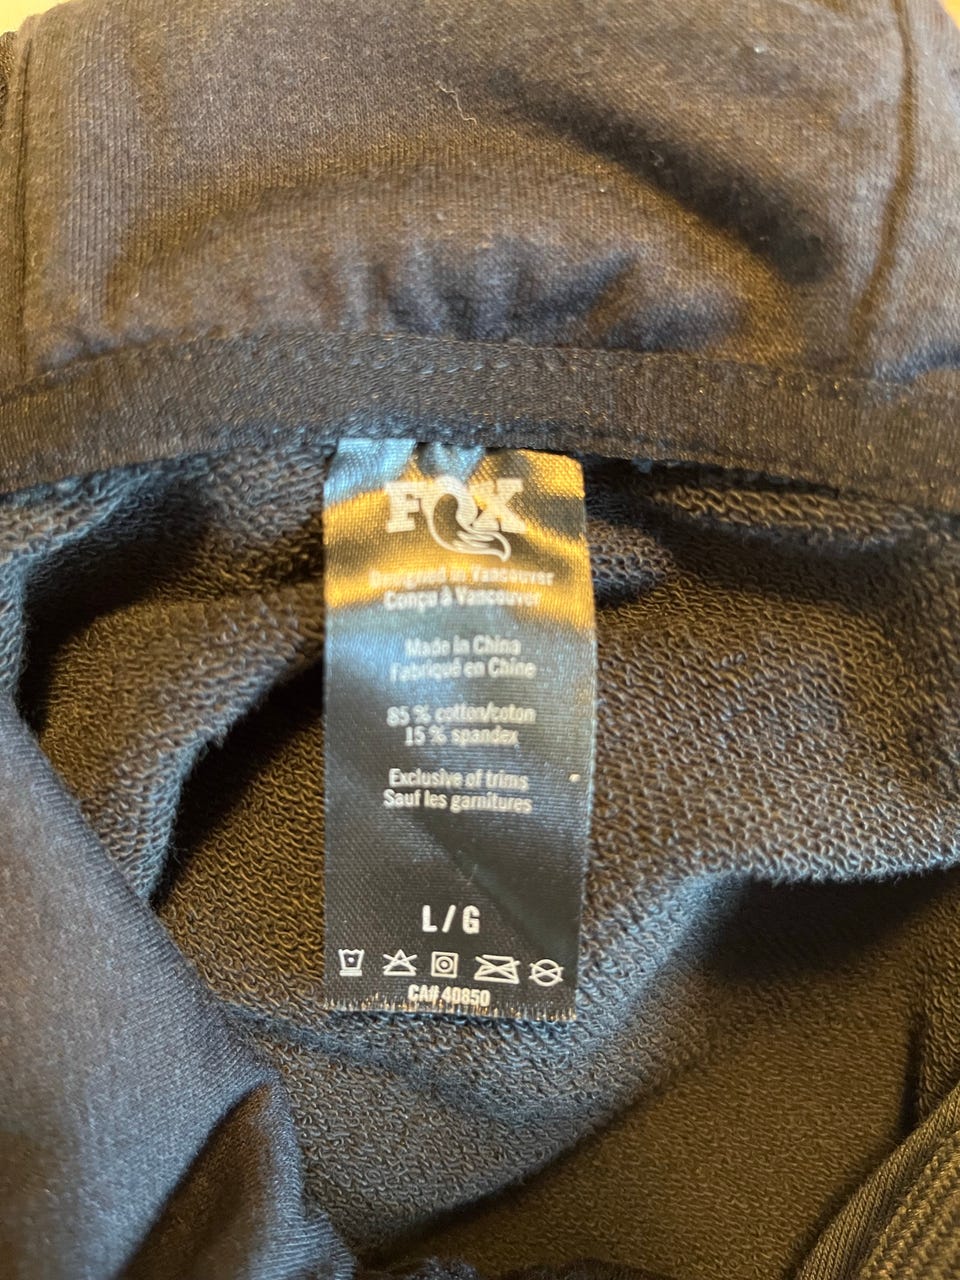 FOX
Designed in Vancouver
Conçu à Vancouver
Made in China
Fabriqué en Chine
85 % cotton/coton
15 % spandex
Exclusive of trims
Sauf les garnitures
L / G
CA# 40850